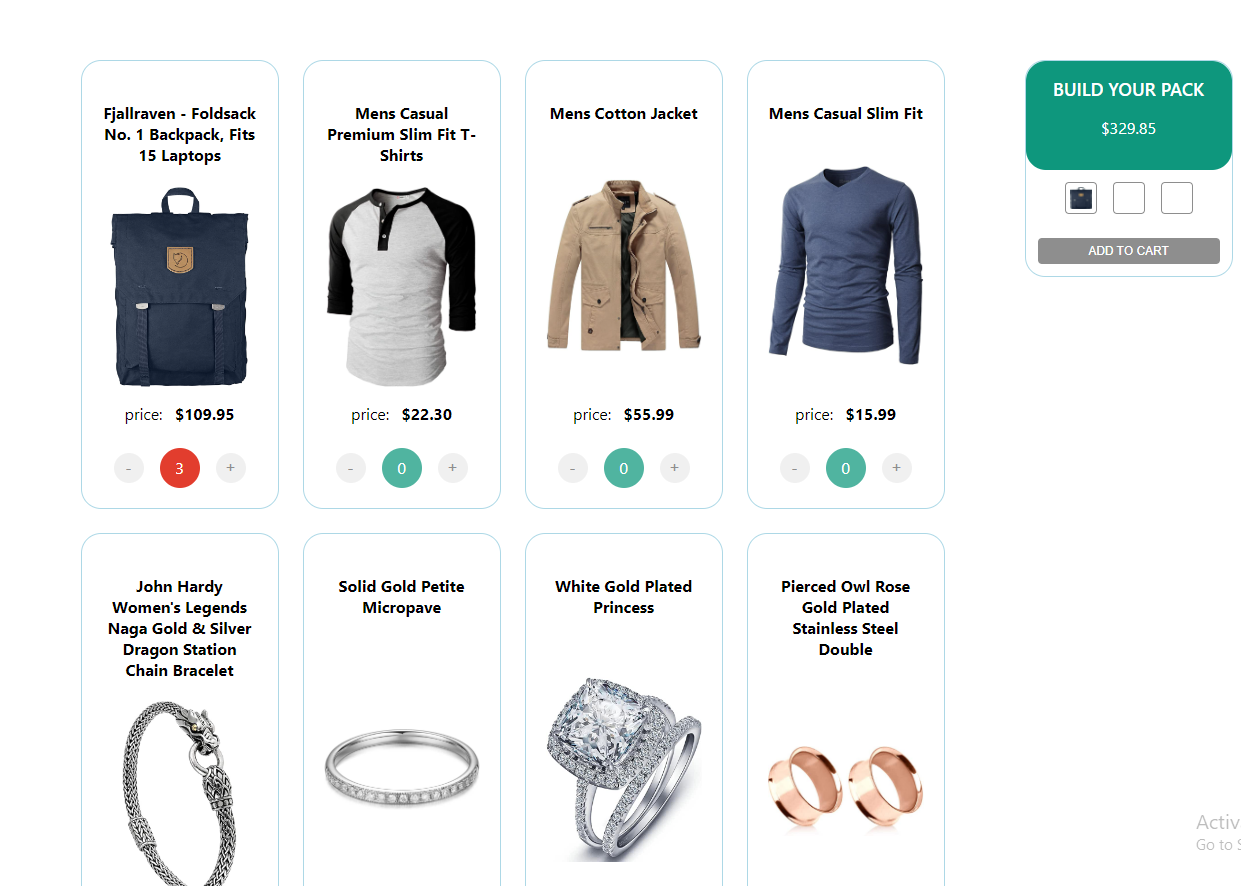 Fjallraven - Foldsack
No. 1 Backpack, Fits
15 Laptops
Mens Casual
Premium Slim Fit T-
Shirts
Mens Cotton Jacket
Mens Casual Slim Fit
BUILD YOUR PACK
$329.85
ADD TO CART
price: $109.95
price: $22.30
price: $55.99
price: $15.99
- 3 +
- 0 +
- 0 +
- 0 +
John Hardy
Women's Legends
Naga Gold & Silver
Dragon Station
Chain Bracelet
Solid Gold Petite
Micropave
White Gold Plated
Princess
Pierced Owl Rose
Gold Plated
Stainless Steel
Double
Activ
Go to S